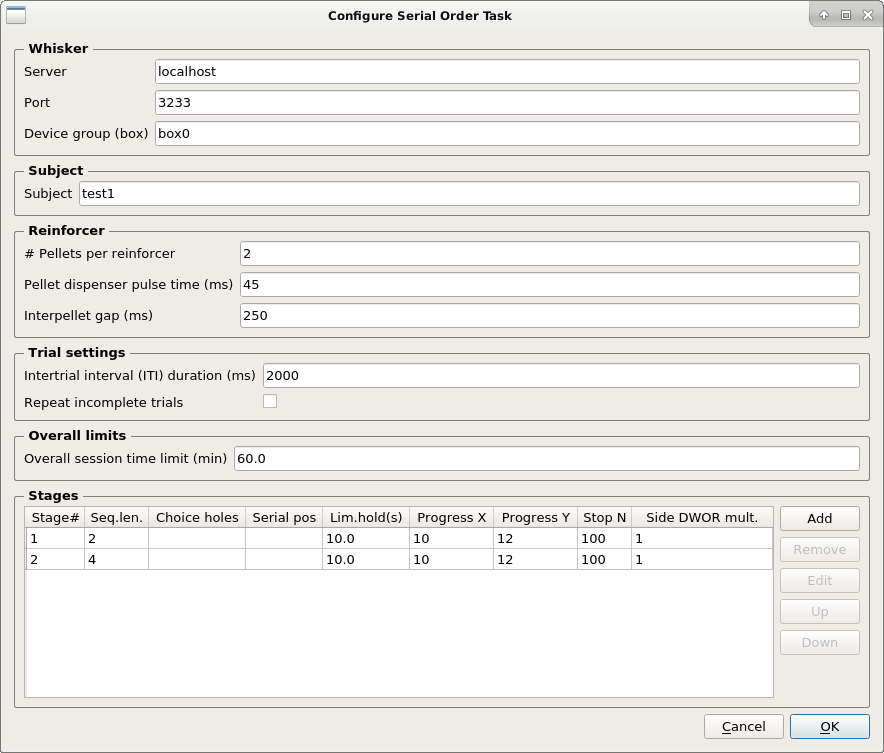 Configure Serial Order Task
Whisker
Server localhost
Port 3233
Device group (box) box0
Subject
Subject test1
Reinforcer
# Pellets per reinforcer 2
Pellet dispenser pulse time (ms) 45
Interpellet gap (ms) 250
Trial settings
Intertrial interval (ITI) duration (ms) 2000
Repeat incomplete trials
Overall limits
Overall session time limit (min) 60.0
Stages
Stage# Seq.len. Choice holes Serial pos Lim.hold(s) Progress X Progress Y Stop N Side DWOR mult.
1 2 10.0 10 12 100 1
2 4 10.0 10 12 100 1
Add
Remove
Edit
Up
Down
Cancel OK